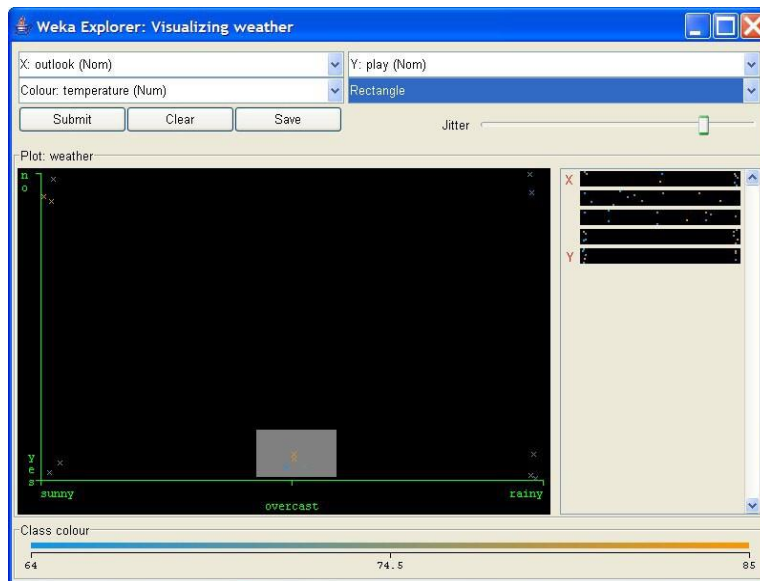 Weka Explorer: Visualizing weather
X: outlook (Nom) Y: play (Nom)
Colour: temperature (Num) Rectangle
Submit Clear Save Jitter
Plot: weather
no
X
Y
yes
sunny overcast rainy
Class colour
64 74.5 85